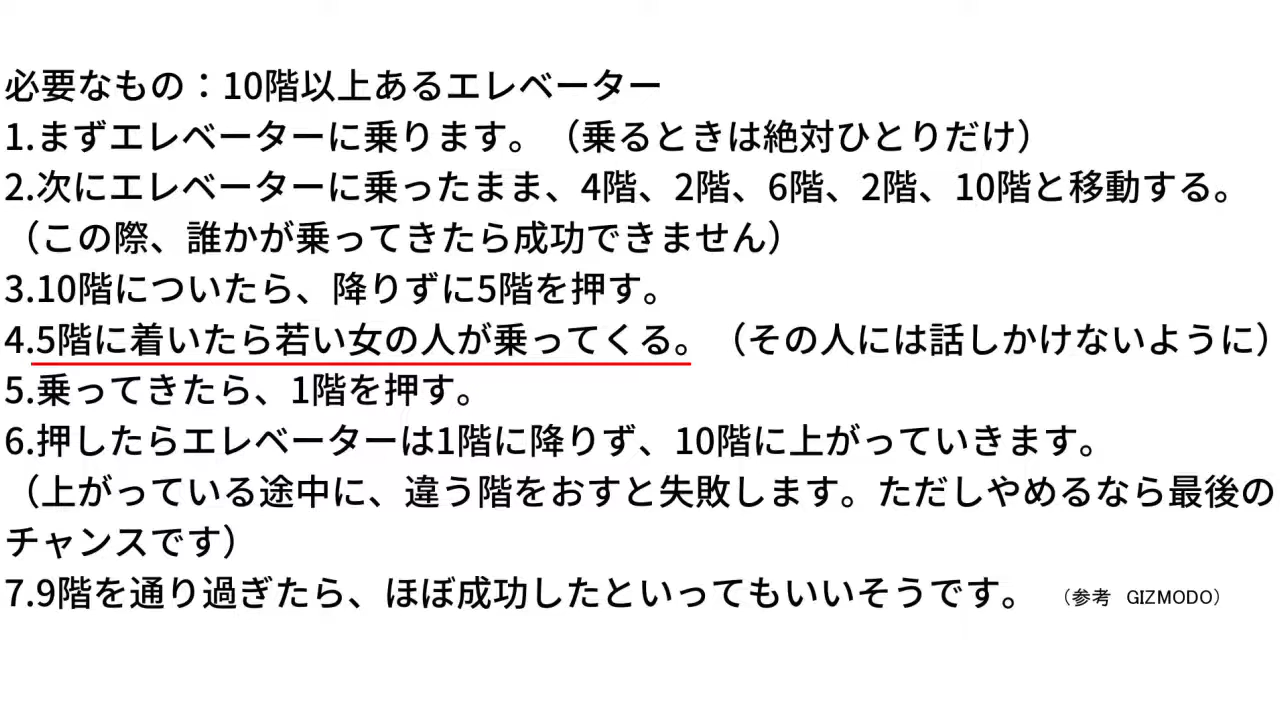 必要なもの：10階以上あるエレベーター
1.まずエレベーターに乗ります。（乗るときは絶対ひとりだけ）
2.次にエレベーターに乗ったまま、4階、2階、6階、2階、10階と移動する。
（この際、誰かが乗ってきたら成功できません）
3.10階についたら、降りずに5階を押す。
4.5階に着いたら若い女の人が乗ってくる。（その人には話しかけないように）
5.乗ってきたら、1階を押す。
6.押したらエレベーターは1階に降りず、10階に上がっていきます。
（上がっている途中に、違う階をおすと失敗します。ただしやめるなら最後の
チャンスです）
7.9階を通り過ぎたら、ほぼ成功したといってもいいそうです。（参考　GIZMODO）